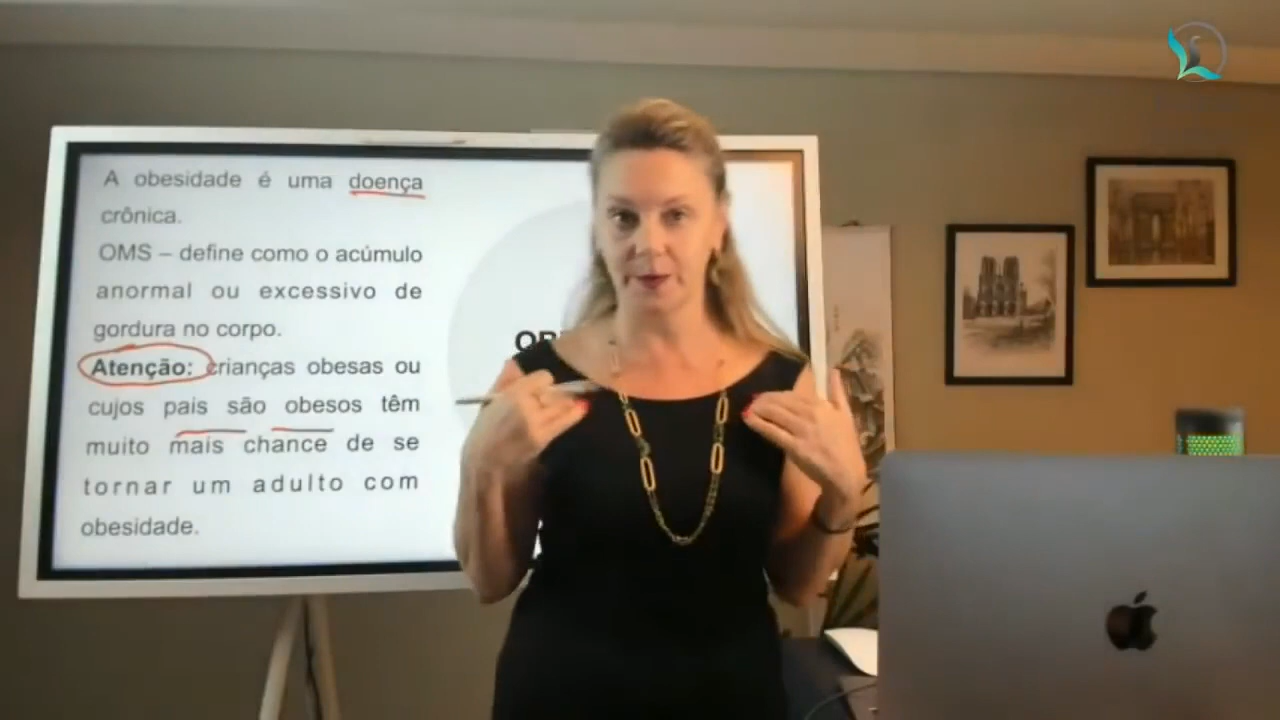 A obesidade é uma doença
crônica.
OMS – define como o acúmulo
anormal ou excessivo de
gordura no corpo.
Atenção: crianças obesas ou
cujos pais são obesos têm
muito mais chance de se
tornar um adulto com
obesidade.